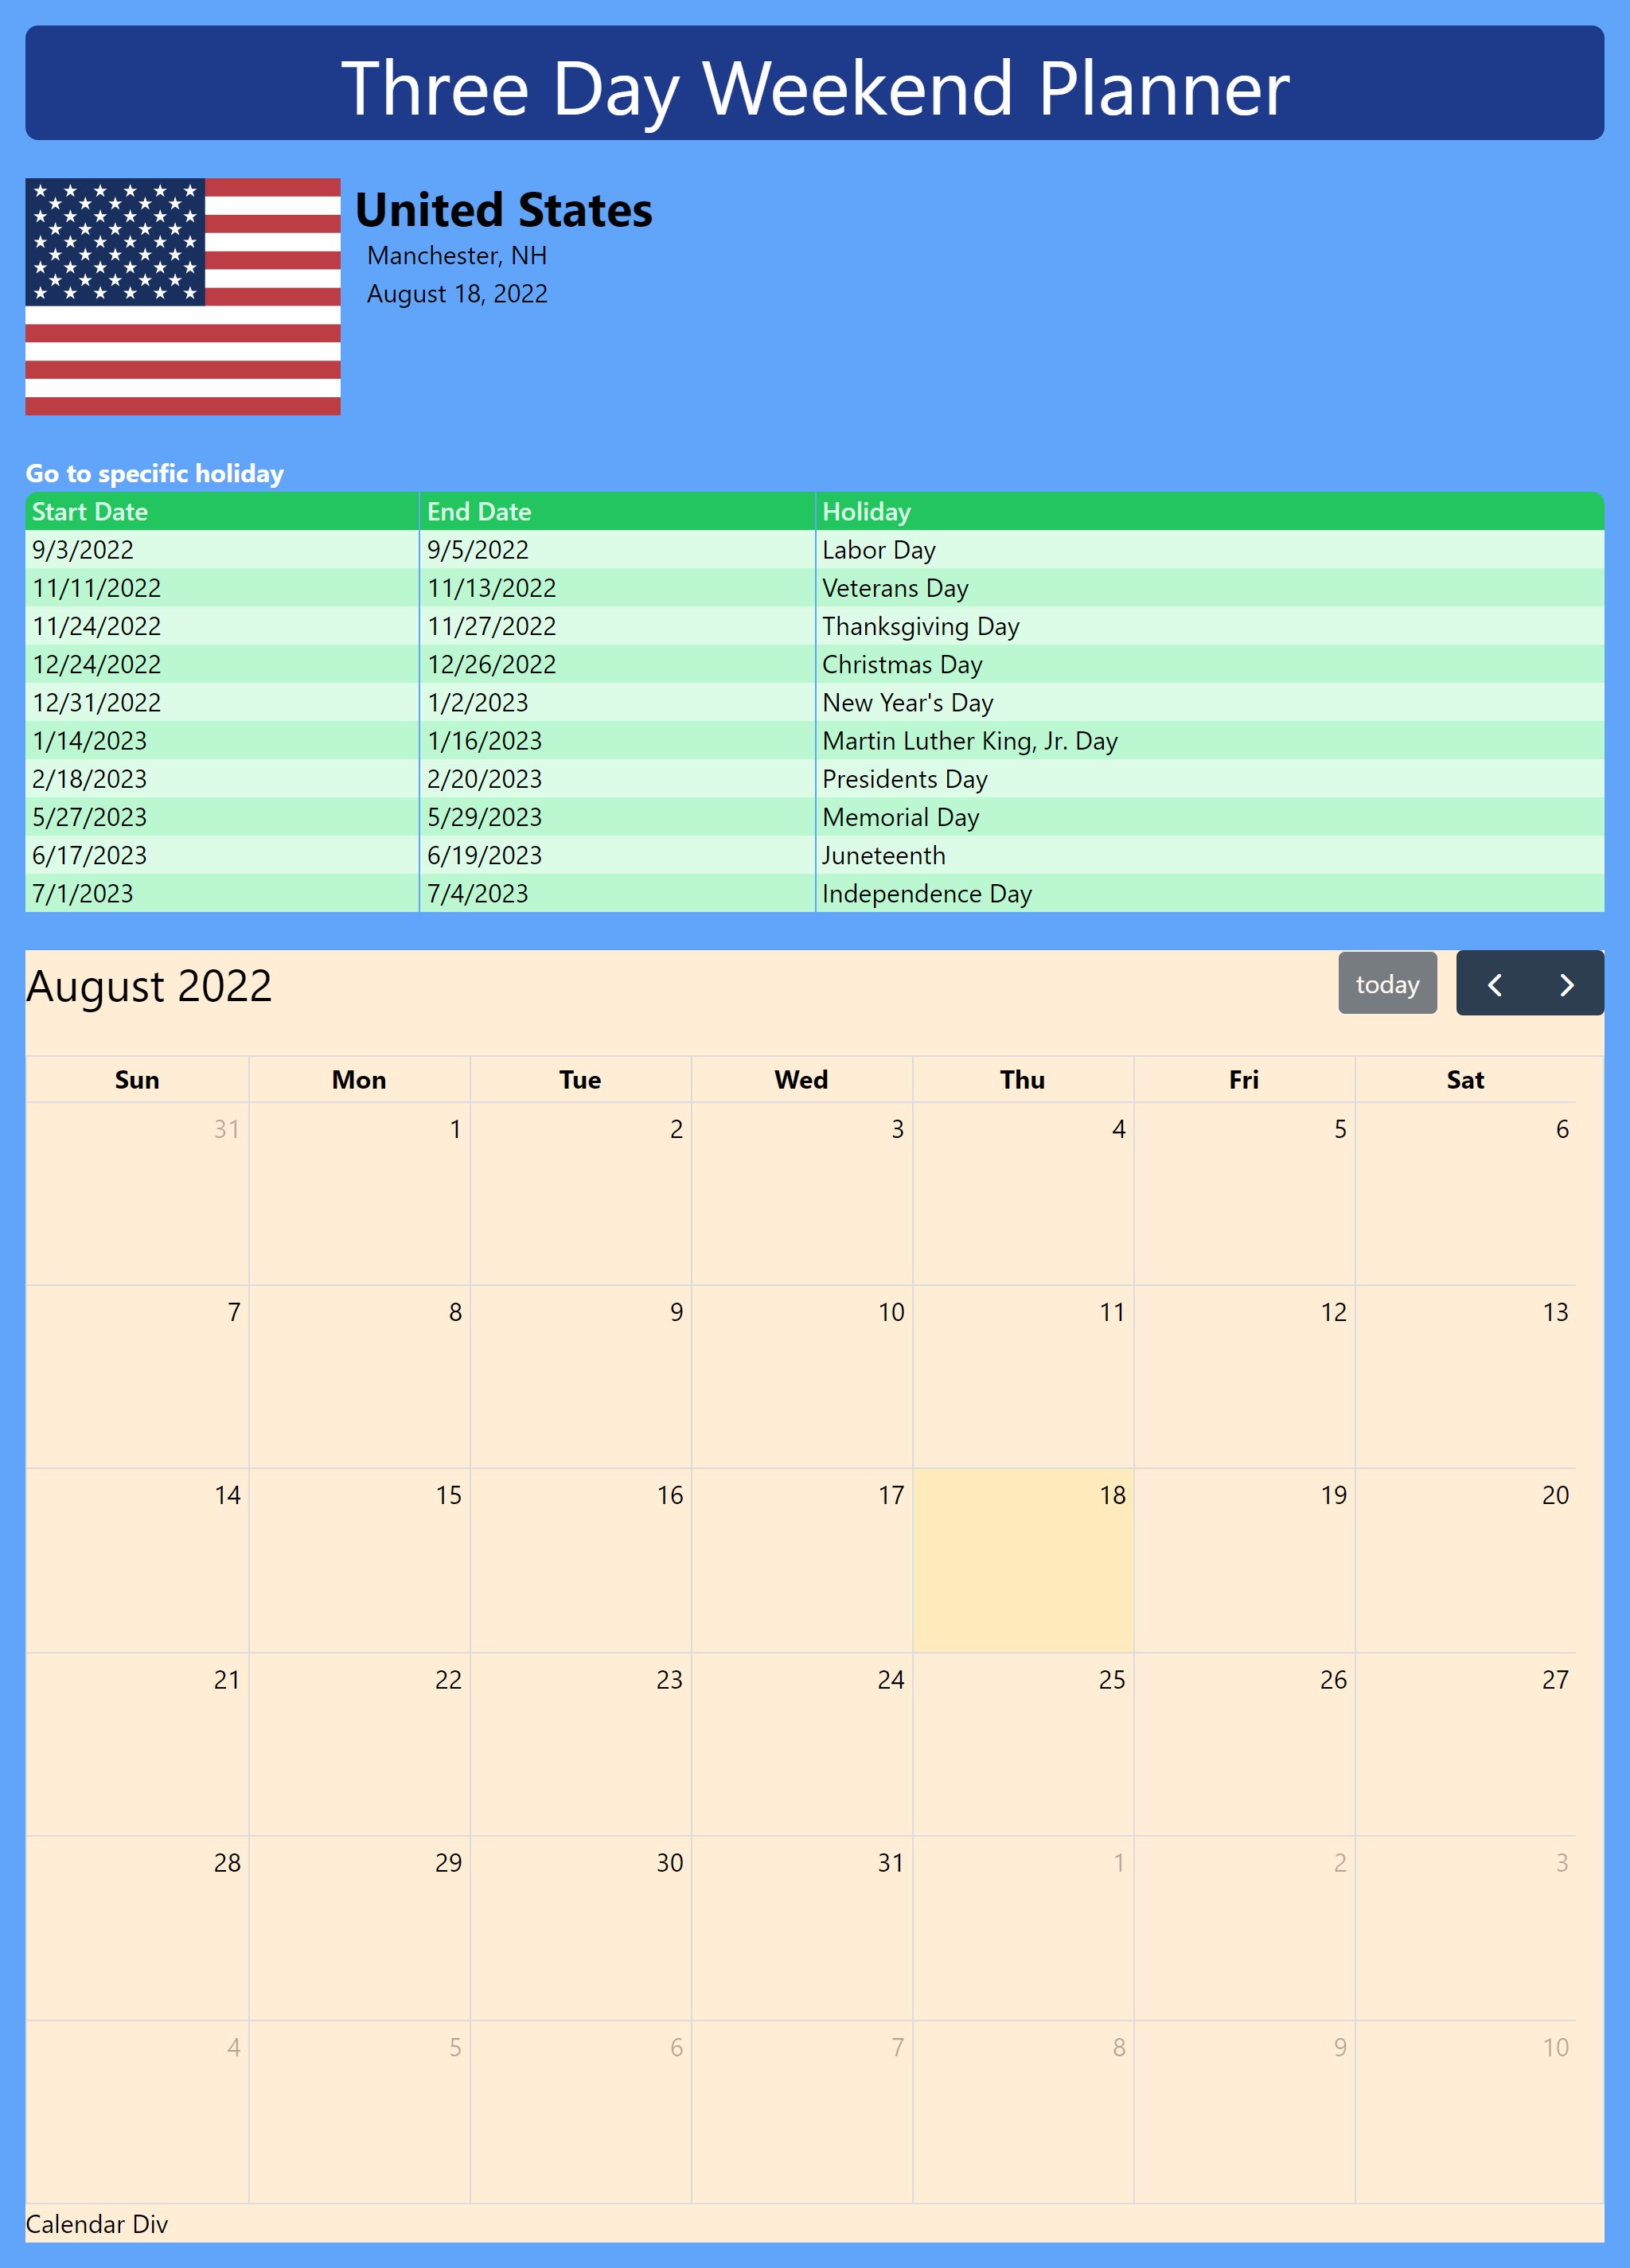 Three Day Weekend Planner
United States
Manchester, NH
August 18, 2022
Go to specific holiday
Start Date End Date Holiday
9/3/2022 9/5/2022 Labor Day
11/11/2022 11/13/2022 Veterans Day
11/24/2022 11/27/2022 Thanksgiving Day
12/24/2022 12/26/2022 Christmas Day
12/31/2022 1/2/2023 New Year's Day
1/14/2023 1/16/2023 Martin Luther King, Jr. Day
2/18/2023 2/20/2023 Presidents Day
5/27/2023 5/29/2023 Memorial Day
6/17/2023 6/19/2023 Juneteenth
7/1/2023 7/4/2023 Independence Day
August 2022 today
Sun Mon Tue Wed Thu Fri Sat
31 1 2 3 4 5 6
7 8 9 10 11 12 13
14 15 16 17 18 19 20
21 22 23 24 25 26 27
28 29 30 31 1 2 3
4 5 6 7 8 9 10
Calendar Div